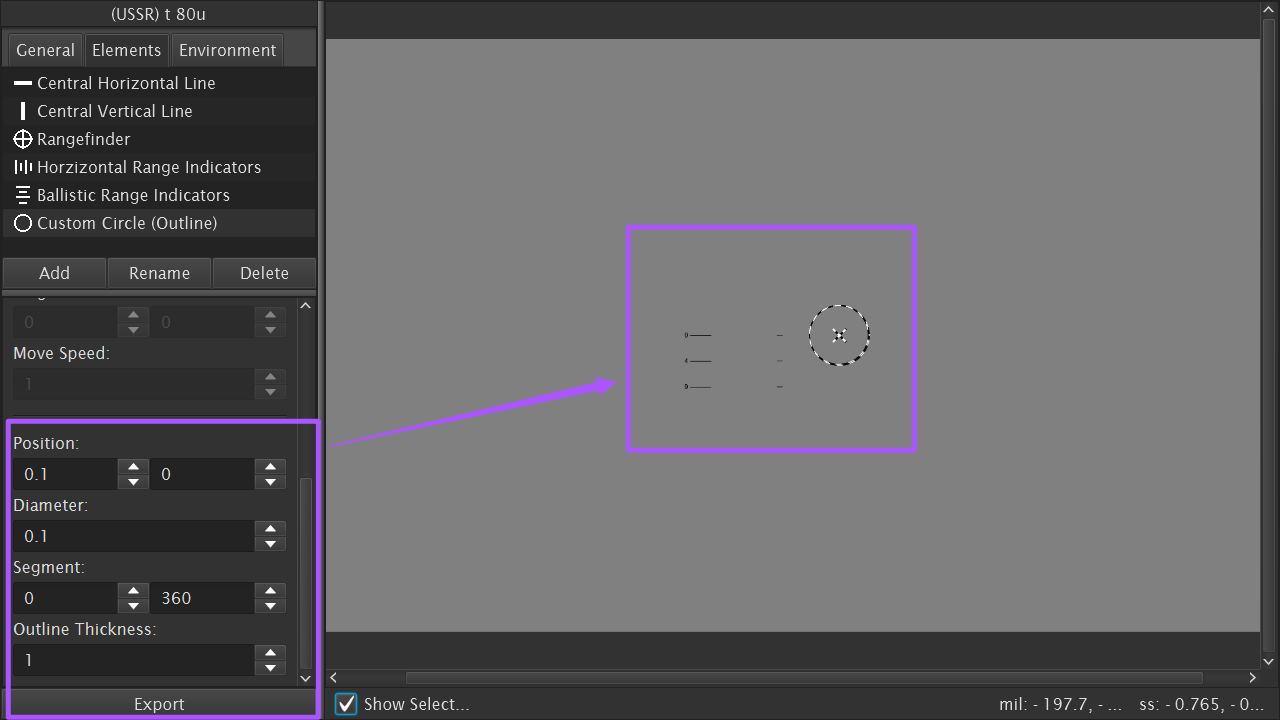 (USSR) t 80u
General Elements Environment
Central Horizontal Line
Central Vertical Line
Rangefinder
Horzizontal Range Indicators
Ballistic Range Indicators
Custom Circle (Outline)
Add Rename Delete
0 0
Move Speed:
1
Position:
0.1 0
Diameter:
0.1
Segment:
0 360
Outline Thickness:
1
Export
4
Show Select... mil: - 197.7, - ... ss: - 0.765, - 0...